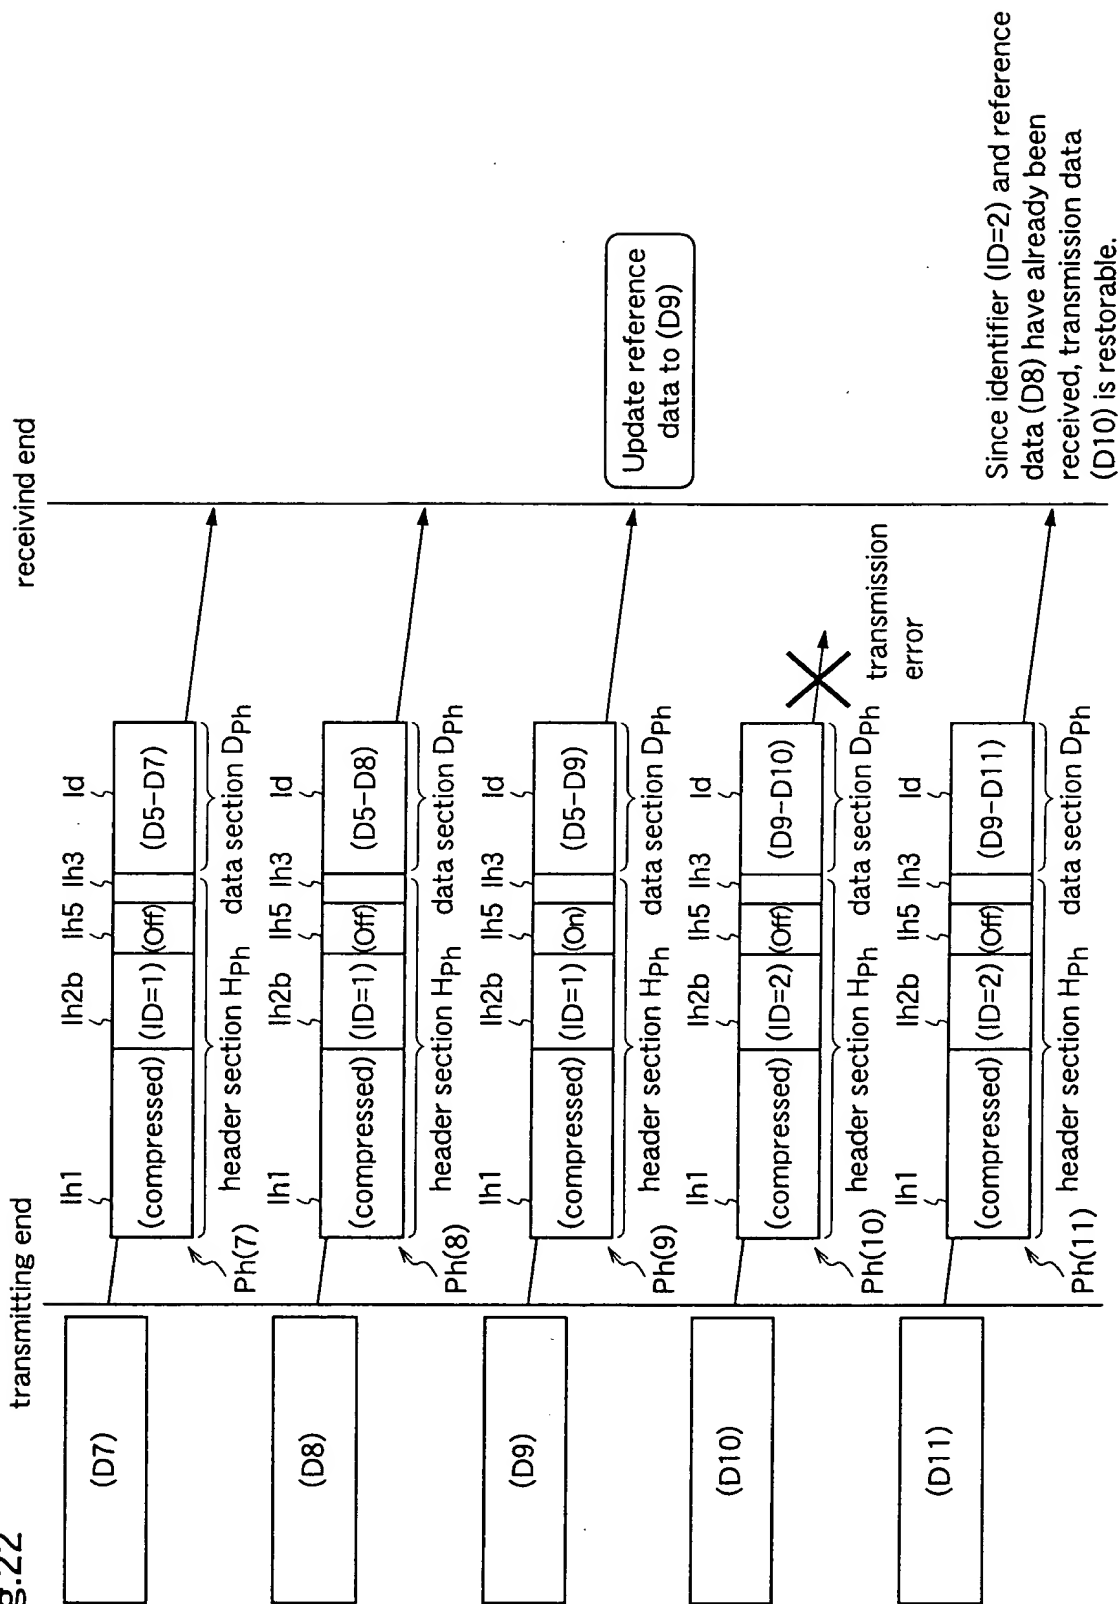 g.22
transmitting end
receivind end
(D7)
Ih1 Ih2b Ih5 Ih3 Id
(compressed) (ID=1) (Off) (D5-D7)
Ph(7) header section HPh data section DPh
(D8)
Ih1 Ih2b Ih5 Ih3 Id
(compressed) (ID=1) (Off) (D5-D8)
Ph(8) header section HPh data section DPh
(D9)
Ih1 Ih2b Ih5 Ih3 Id
(compressed) (ID=1) (On) (D5-D9)
Ph(9) header section HPh data section DPh
Update reference
data to (D9)
(D10)
Ih1 Ih2b Ih5 Ih3 Id
(compressed) (ID=2) (Off) (D9-D10)
Ph(10) header section HPh data section DPh
transmission
error
(D11)
Ih1 Ih2b Ih5 Ih3 Id
(compressed) (ID=2) (Off) (D9-D11)
Ph(11) header section HPh data section DPh
Since identifier (ID=2) and reference
data (D8) have already been
received, transmission data
(D10) is restorable.